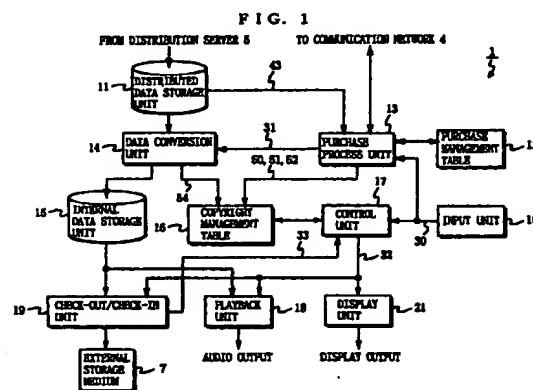 FIG. 1
FROM DISTRIBUTION SERVER 5
TO COMMUNICATION NETWORK 4
1
43
11
DISTRIBUTED
DATA STORAGE
UNIT
13
31
14
DATA CONVERSION
UNIT
PURCHASE
PROCESS UNIT
PURCHASE
MANAGEMENT
TABLE
60, 51, 52
54
17
15
INTERNAL
DATA STORAGE
UNIT
16
COPYRIGHT
MANAGEMENT
TABLE
CONTROL
UNIT
INPUT UNIT
30
33
32
19
CHECK-OUT/CHECK-IN
UNIT
PLAYBACK
UNIT
18
DISPLAY
UNIT
21
EXTERNAL
STORAGE
MEDIUM
7
AUDIO OUTPUT
DISPLAY OUTPUT